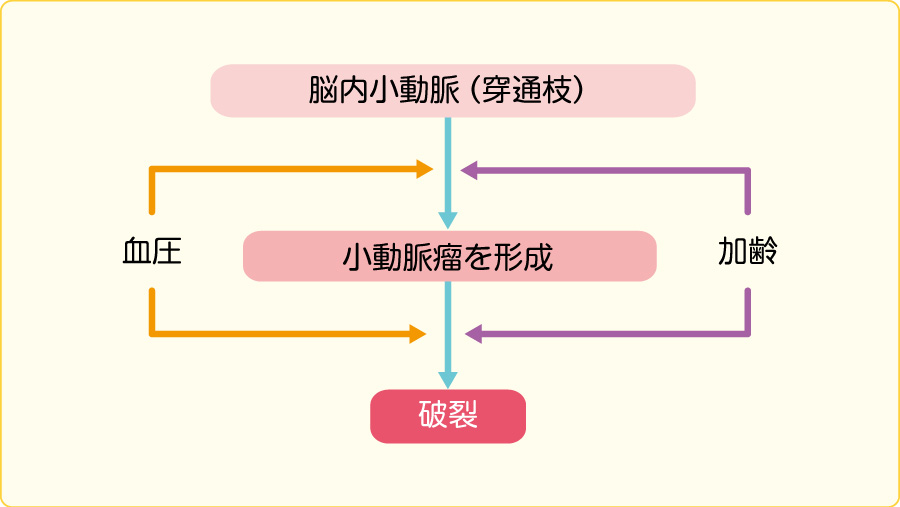 脳内小動脈（穿通枝）
血圧
小動脈瘤を形成
加齢
破裂